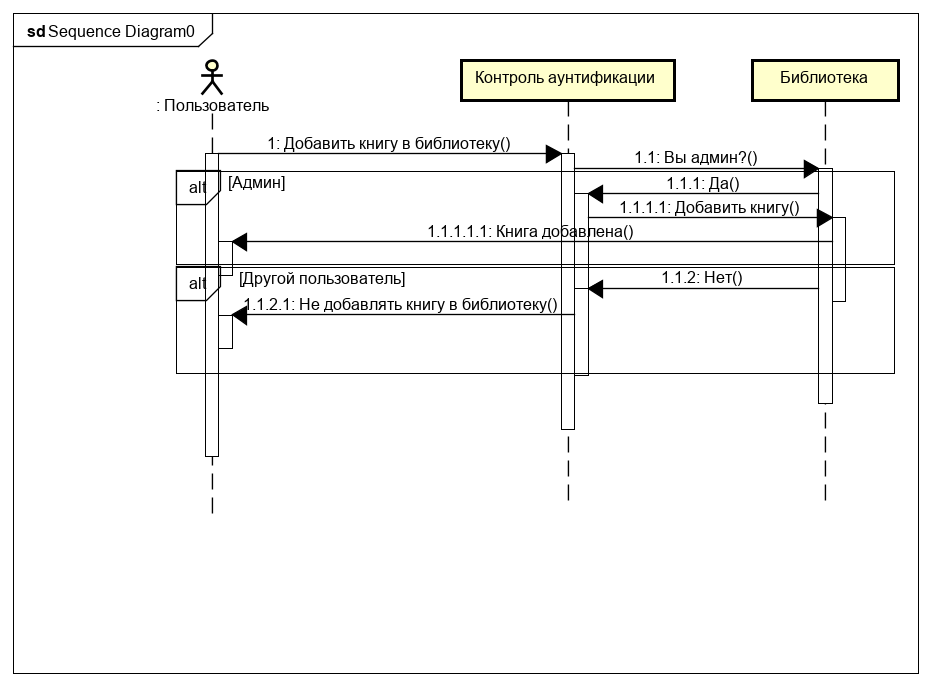 sd Sequence Diagram0
: Пользователь
Контроль аунтификации
Библиотека
1: Добавить книгу в библиотеку()
1.1: Вы админ?()
alt
[Админ]
1.1.1: Да()
1.1.1.1: Добавить книгу()
1.1.1.1.1: Книга добавлена()
alt
[Другой пользователь]
1.1.2: Нет()
1.1.2.1: Не добавлять книгу в библиотеку()